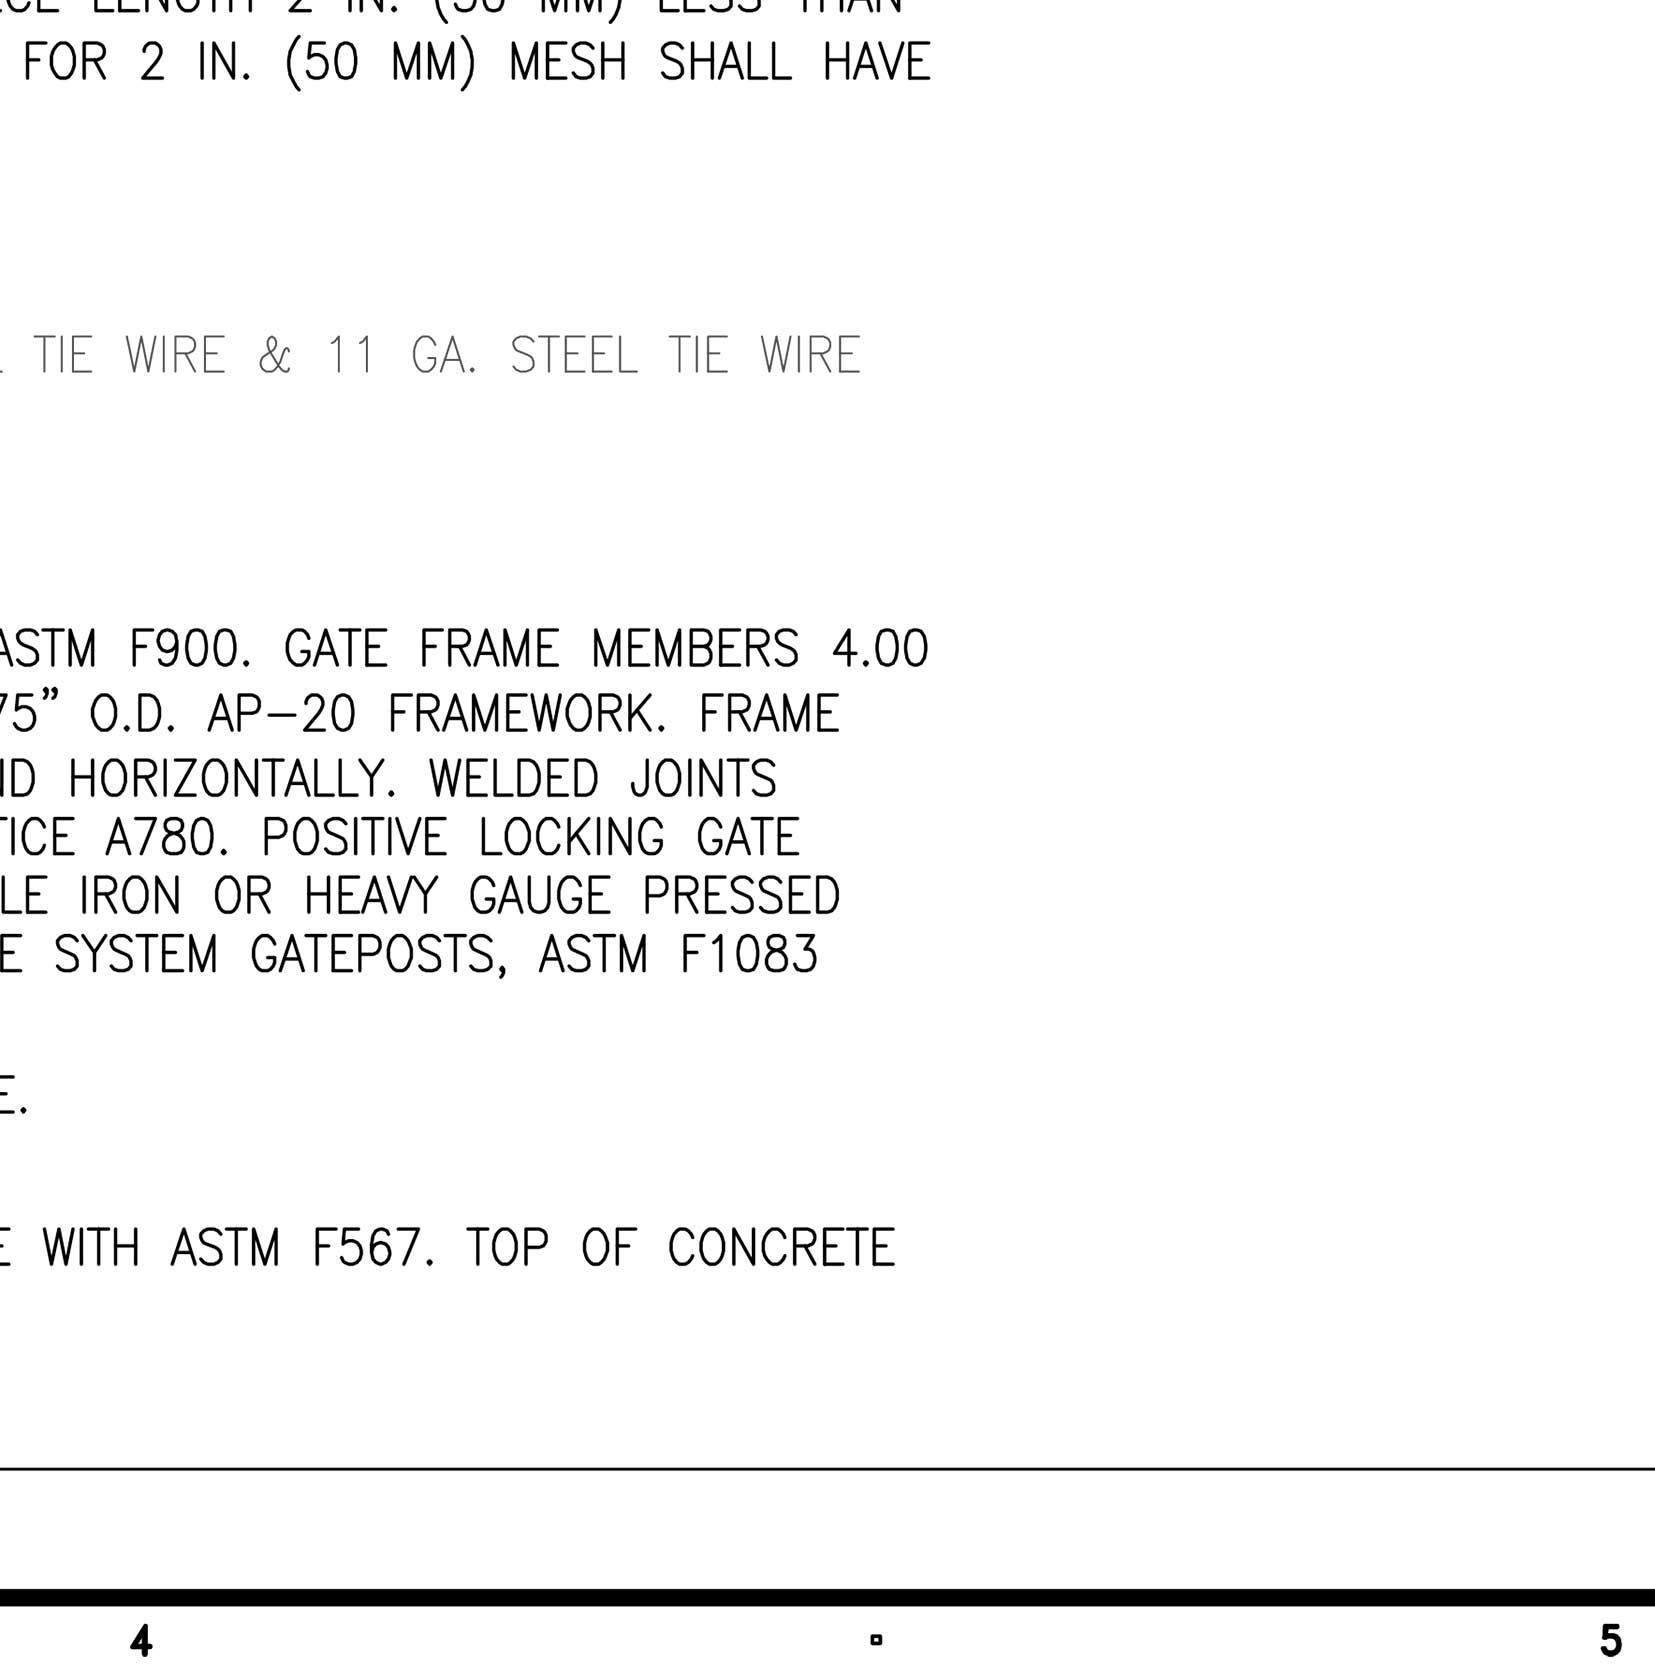 LENGTH 2 IN. (50 MM) LESS THAN
FOR 2 IN. (50 MM) MESH SHALL HAVE
TIE WIRE & 11 GA. STEEL TIE WIRE
ASTM F900. GATE FRAME MEMBERS 4.00
75” O.D. AP-20 FRAMEWORK. FRAME
ND HORIZONTALLY. WELDED JOINTS
TICE A780. POSITIVE LOCKING GATE
LE IRON OR HEAVY GAUGE PRESSED
E SYSTEM GATEPOSTS, ASTM F1083
E.
E WITH ASTM F567. TOP OF CONCRETE
4 5